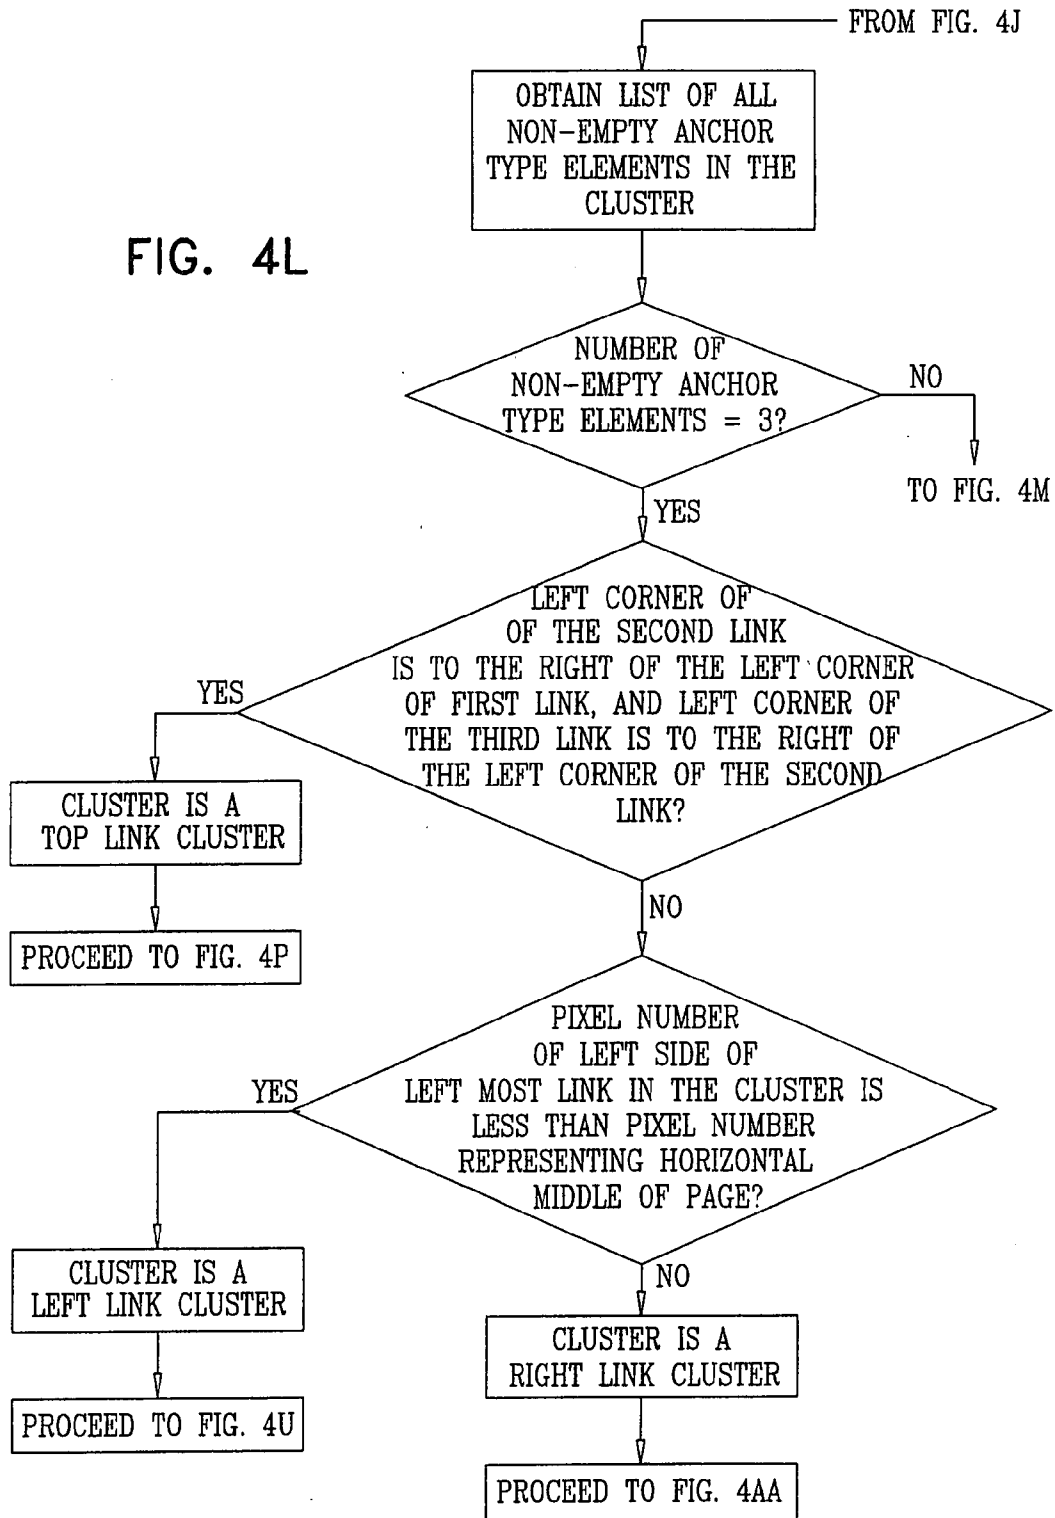 FROM FIG. 4J
OBTAIN LIST OF ALL
NON-EMPTY ANCHOR
TYPE ELEMENTS IN THE
CLUSTER
FIG. 4L
NUMBER OF
NON-EMPTY ANCHOR
TYPE ELEMENTS = 3?
NO
TO FIG. 4M
YES
LEFT CORNER OF
OF THE SECOND LINK
IS TO THE RIGHT OF THE LEFT CORNER
OF FIRST LINK, AND LEFT CORNER OF
THE THIRD LINK IS TO THE RIGHT OF
THE LEFT CORNER OF THE SECOND
LINK?
YES
CLUSTER IS A
TOP LINK CLUSTER
PROCEED TO FIG. 4P
NO
PIXEL NUMBER
OF LEFT SIDE OF
LEFT MOST LINK IN THE CLUSTER IS
LESS THAN PIXEL NUMBER
REPRESENTING HORIZONTAL
MIDDLE OF PAGE?
YES
CLUSTER IS A
LEFT LINK CLUSTER
PROCEED TO FIG. 4U
NO
CLUSTER IS A
RIGHT LINK CLUSTER
PROCEED TO FIG. 4AA